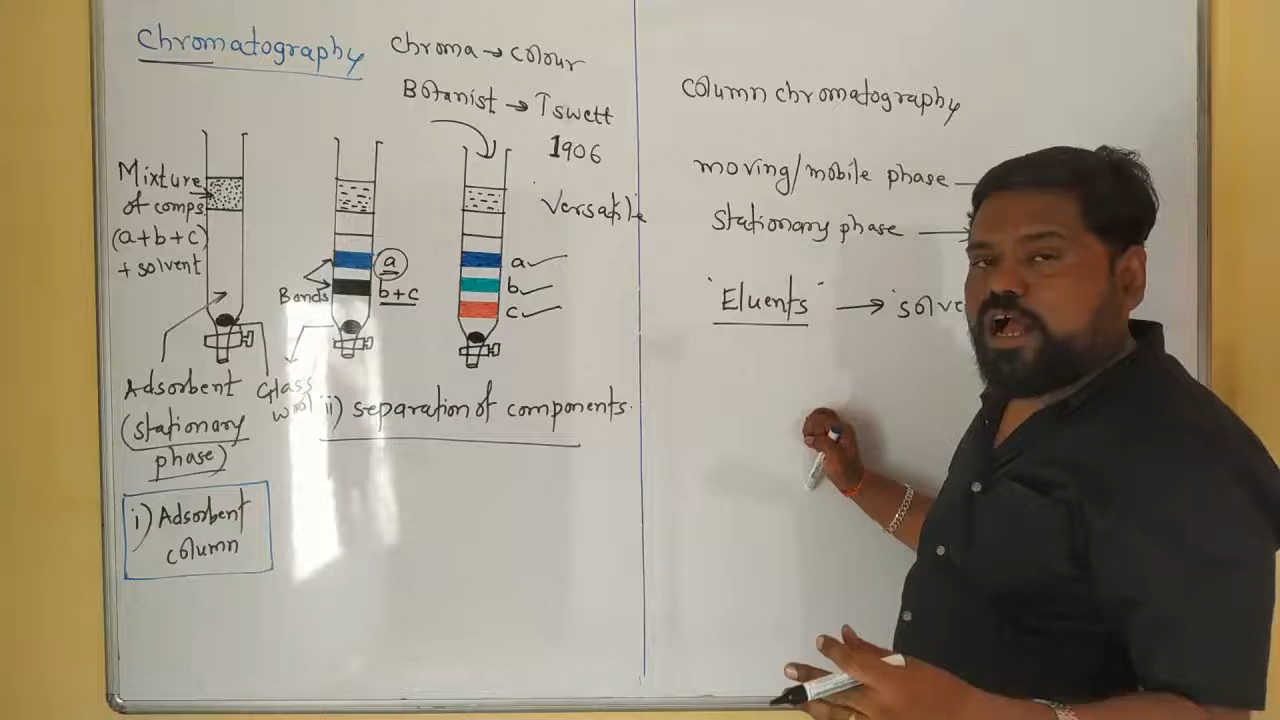 Chromatography
Chroma → Colour
Botanist → Tswett
1906
"Versatile"
Mixture
of comps
(a+b+c)
+ solvent
Bands
a
b+c
a
b
c
Adsorbent
(stationary
phase)
Glass
wool
i) Adsorbent
column
ii) separation of components.
Column chromatography
moving/mobile phase
stationary phase →
"Eluents" →